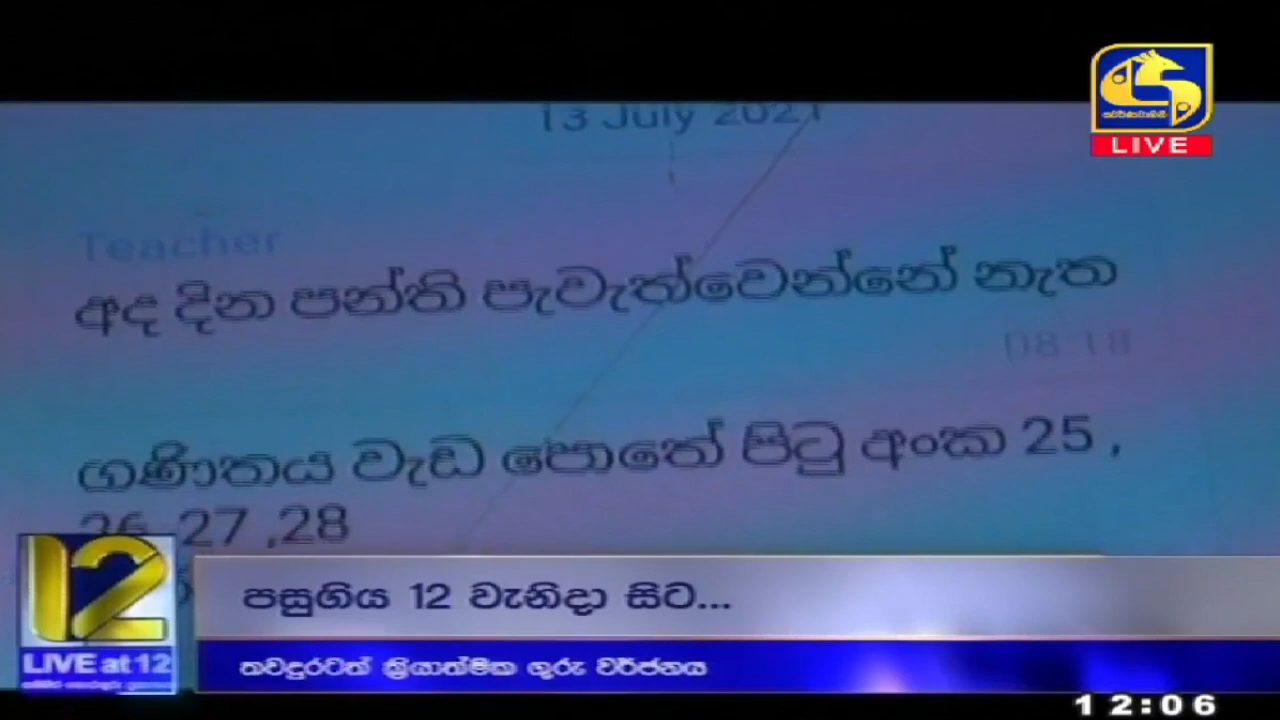 13 July 2021
LIVE
Teacher
අද දින පන්ති පැවැත්වෙන්නේ නැත
08 18
ගණිතය වැඩ පොතේ පිටු අංක 25 ,
26 27 ,28
12
පසුගිය 12 වැනිදා සිට...
LIVE at 12
තවදුරටත් ක්‍රියාත්මක ගුරු වර්ජනය
12:06